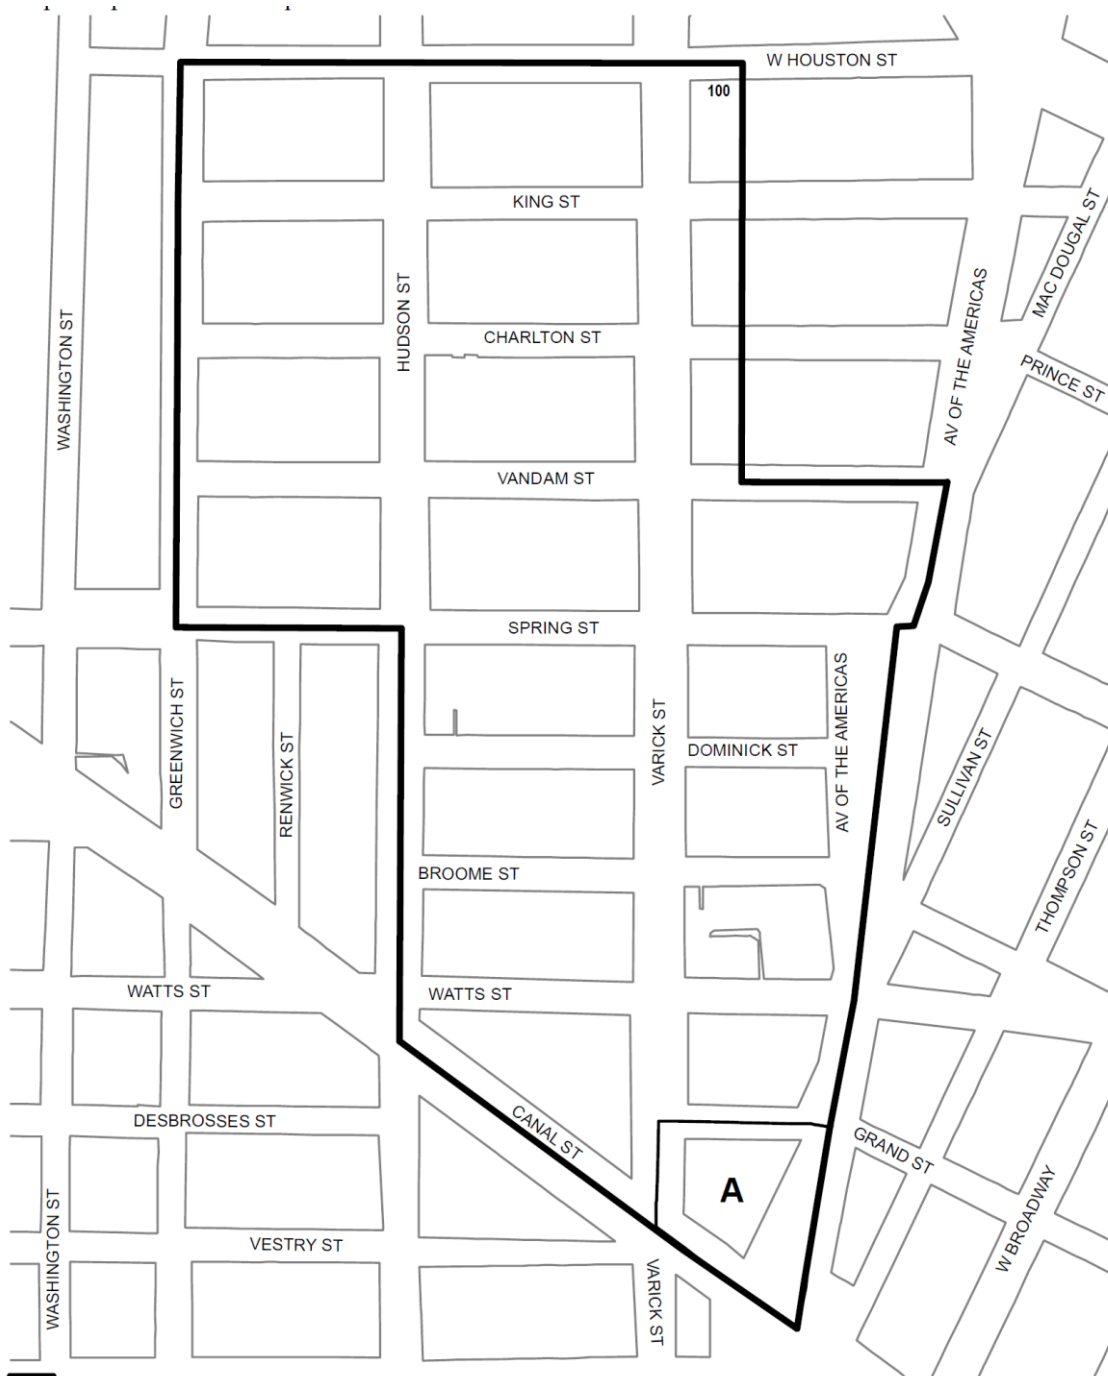 W HOUSTON ST
100
KING ST
MAC DOUGAL ST
HUDSON ST
AV OF THE AMERICAS
WASHINGTON ST
CHARLTON ST
PRINCE ST
VANDAM ST
SPRING ST
GREENWICH ST
RENWICK ST
VARICK ST
DOMINICK ST
AV OF THE AMERICAS
SULLIVAN ST
THOMPSON ST
BROOME ST
WATTS ST
WATTS ST
DESBROSSES ST
CANAL ST
GRAND ST
A
W BROADWAY
WASHINGTON ST
VESTRY ST
VARICK ST